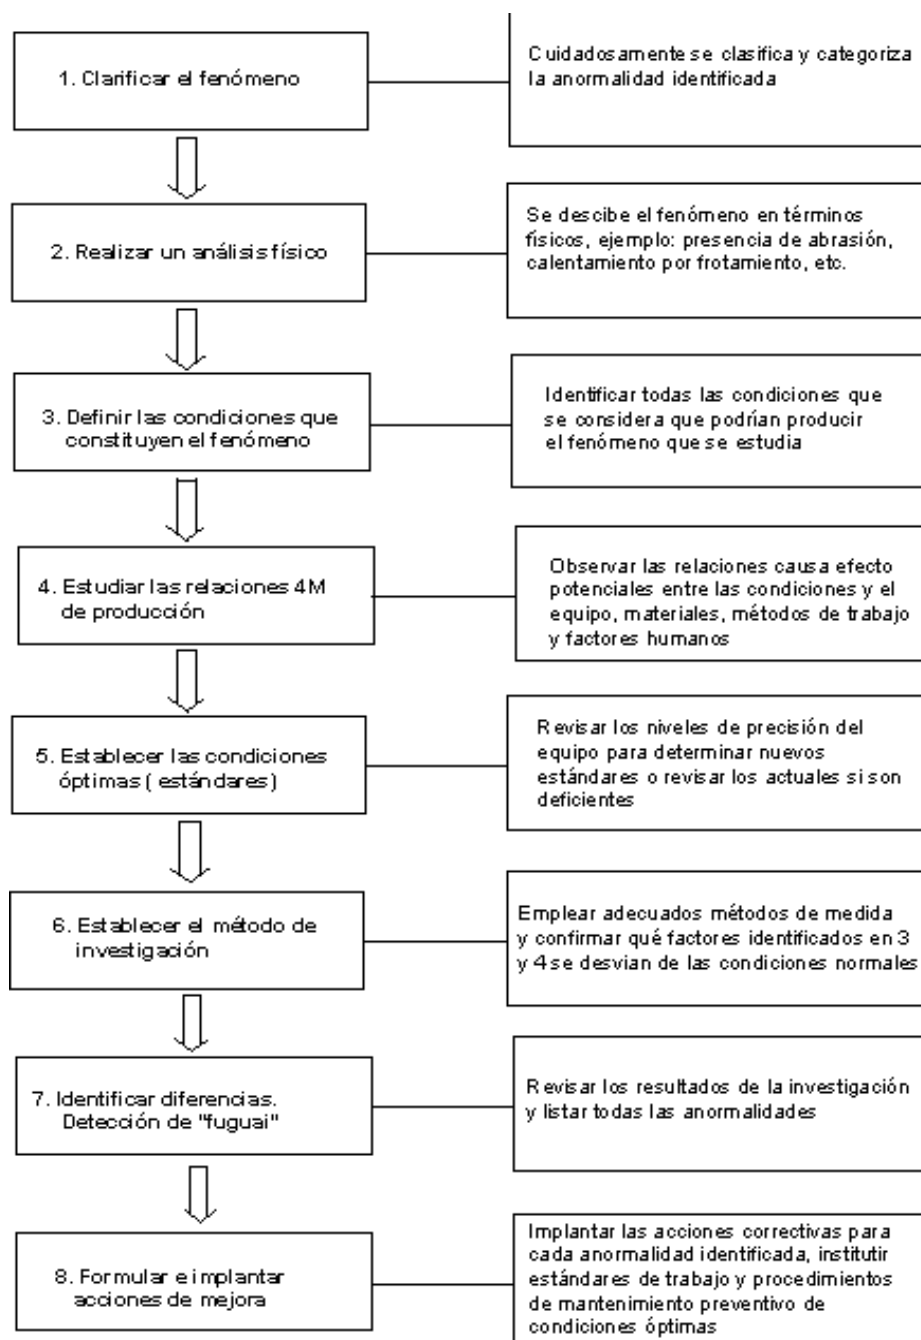 1. Clarificar el fenómeno
Cuidadosamente se clasifica y categoriza
la anormalidad identificada
2. Realizar un análisis físico
Se descibe el fenómeno en términos
físicos, ejemplo: presencia de abrasión,
calentamiento por frotamiento, etc.
3. Definir las condiciones que
constituyen el fenómeno
Identificar todas las condiciones que
se considera que podrían producir
el fenómeno que se estudia
4. Estudiar las relaciones 4M
de producción
Observar las relaciones causa efecto
potenciales entre las condiciones y el
equipo, materiales, métodos de trabajo
y factores humanos
5. Establecer las condiciones
óptimas ( estándares)
Revisar los niveles de precisión del
equipo para determinar nuevos
estándares o revisar los actuales si son
deficientes
6. Establecer el método de
investigación
Emplear adecuados métodos de medida
y confirmar qué factores identificados en 3
y 4 se desvian de las condiciones normales
7. Identificar diferencias.
Detección de "fuguai"
Revisar los resultados de la investigación
y listar todas las anormalidades
8. Formular e implantar
acciones de mejora
Implantar las acciones correctivas para
cada anormalidad identificada, institutir
estándares de trabajo y procedimientos
de mantenimiento preventivo de
condiciones óptimas